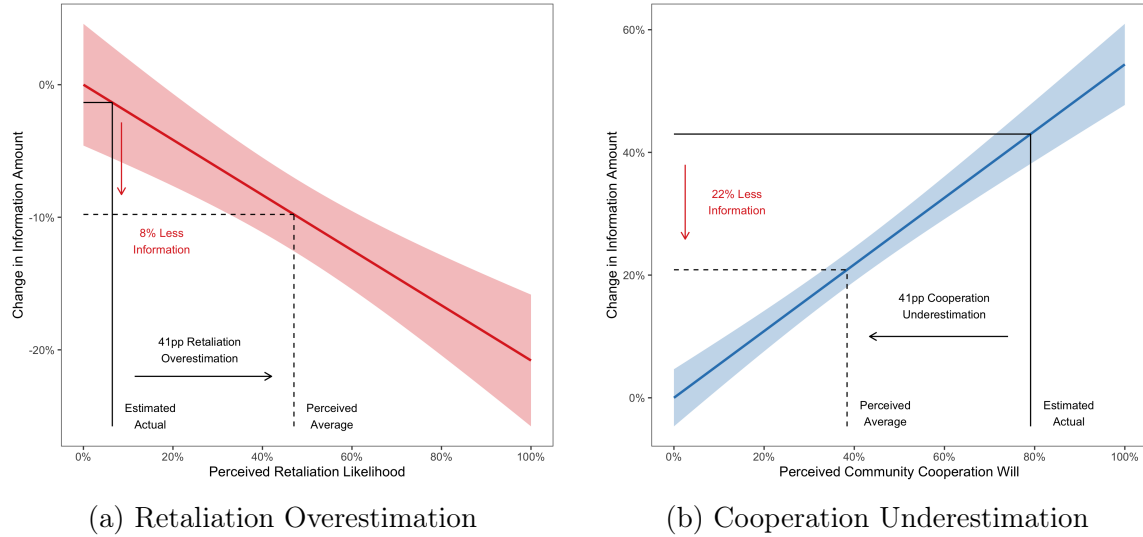 0%
-10%
-20%
Change in Information Amount
8% Less
Information
41pp Retaliation
Overestimation
Estimated
Actual
Perceived
Average
0%
20%
40%
60%
80%
100%
Perceived Retaliation Likelihood
(a) Retaliation Overestimation
60%
40%
20%
0%
Change in Information Amount
22% Less
Information
41pp Cooperation
Underestimation
Perceived
Average
Estimated
Actual
0%
20%
40%
60%
80%
100%
Perceived Community Cooperation Will
(b) Cooperation Underestimation